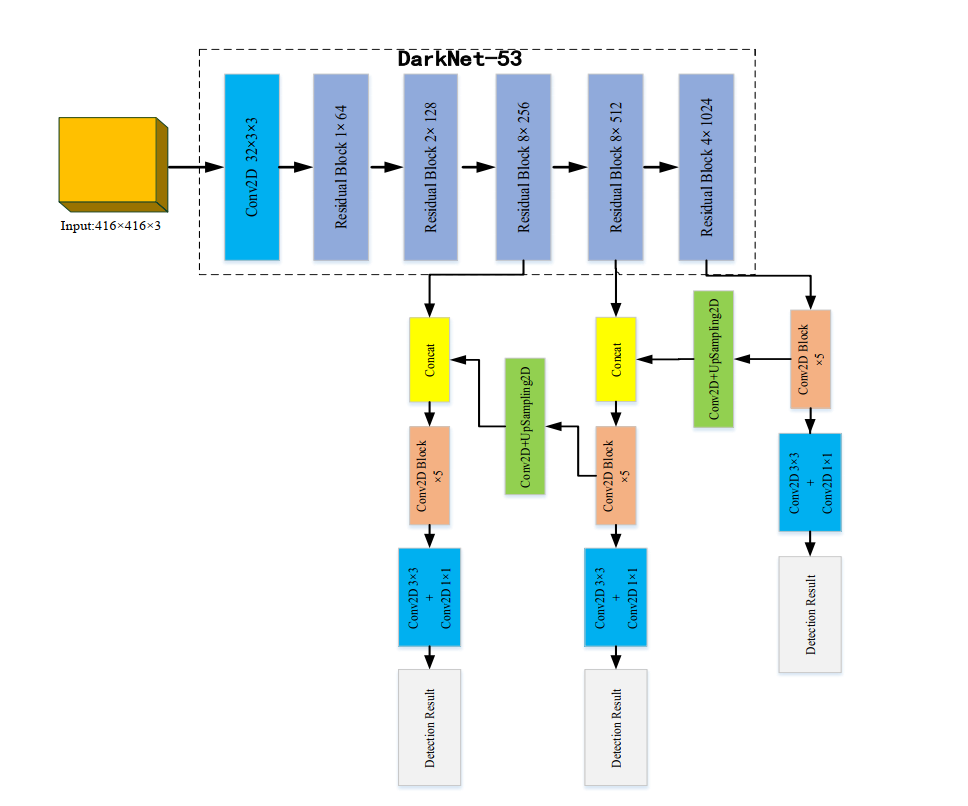 DarkNet-53
Input:416×416×3
Conv2D 32×3×3
Residual Block 1× 64
Residual Block 2× 128
Residual Block 8× 256
Residual Block 8× 512
Residual Block 4× 1024
Concat
Conv2D Block
×5
Conv2D 3×3
+
Conv2D 1×1
Detection Result
Conv2D+UpSampling2D
Concat
Conv2D Block
×5
Conv2D 3×3
+
Conv2D 1×1
Detection Result
Conv2D+UpSampling2D
Conv2D Block
×5
Conv2D 3×3
+
Conv2D 1×1
Detection Result